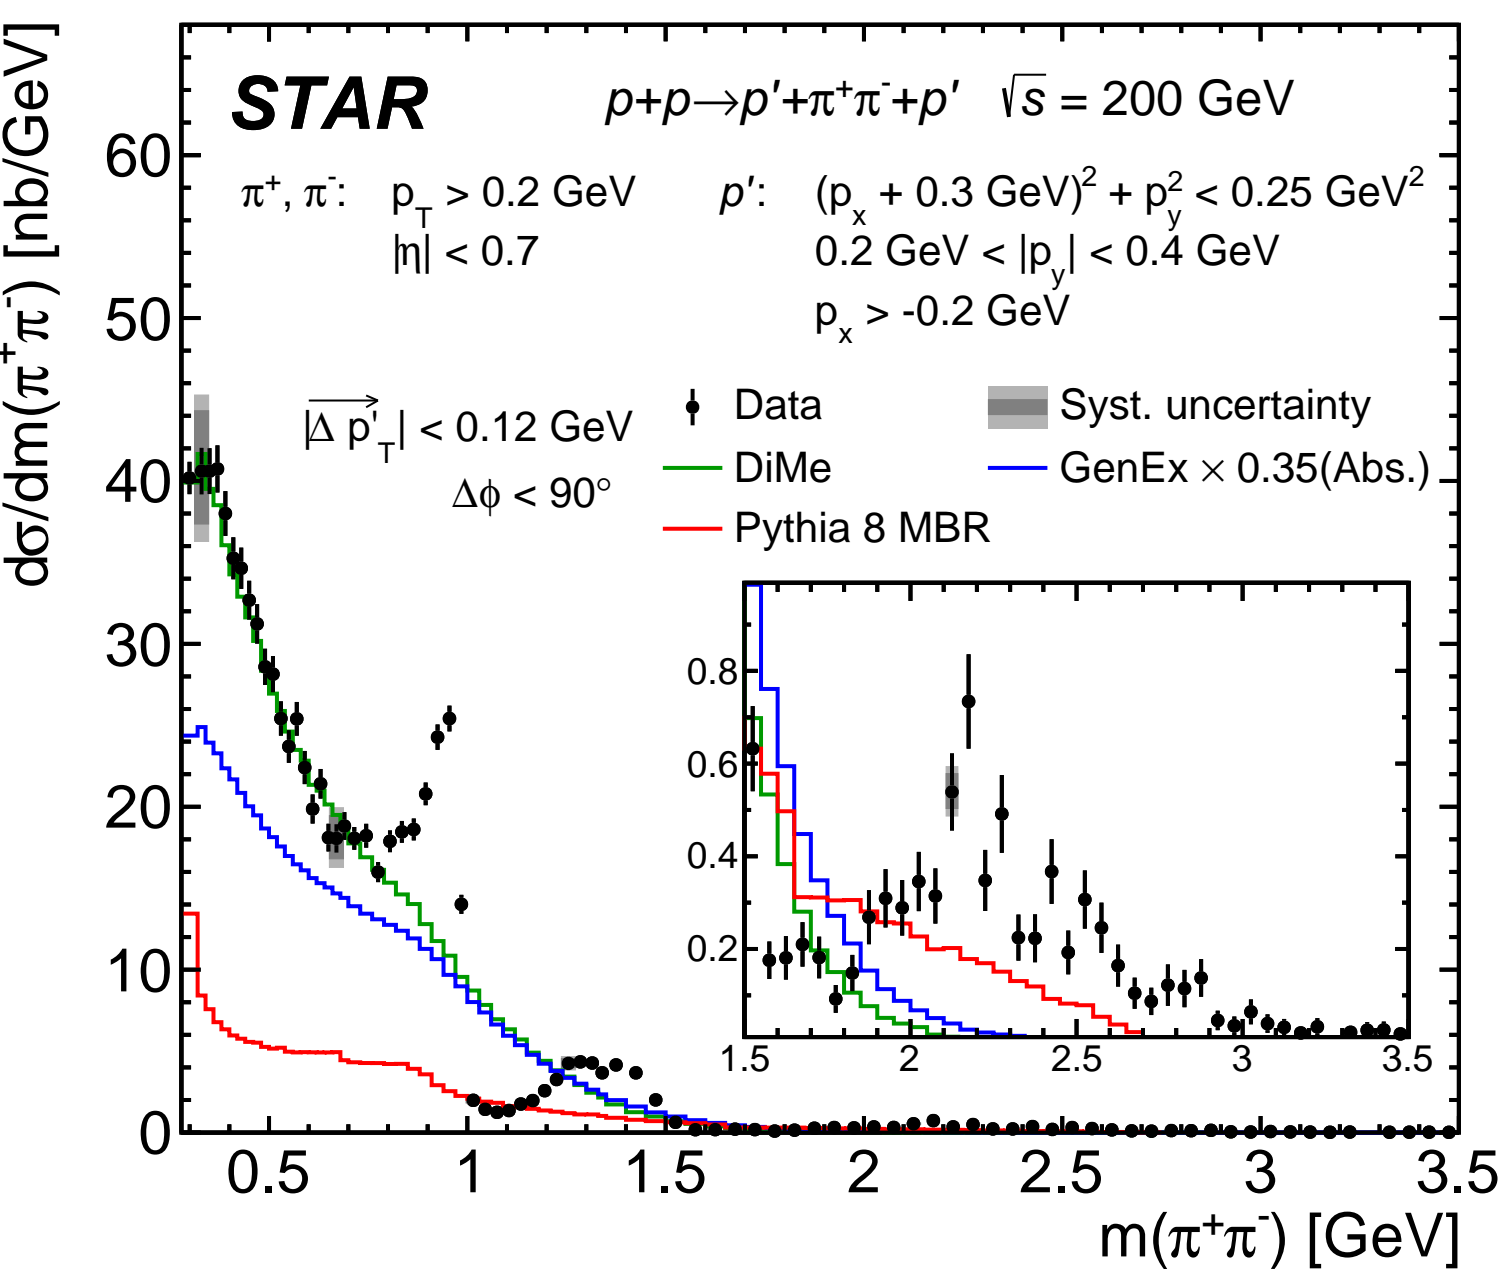 STAR p+p→p′+π⁺π⁻+p′ √s = 200 GeV
π⁺, π⁻: p_T > 0.2 GeV p′: (p_x + 0.3 GeV)² + p_y² < 0.25 GeV²
|η| < 0.7 0.2 GeV < |p_y| < 0.4 GeV
p_x > -0.2 GeV
|Δp⃗′_T| < 0.12 GeV
Δϕ < 90°
Data Syst. uncertainty
DiMe GenEx × 0.35(Abs.)
Pythia 8 MBR
dσ/dm(π⁺π⁻) [nb/GeV]
60
50
40
30
20
10
0
0.8
0.6
0.4
0.2
1.5 2 2.5 3 3.5
0.5 1 1.5 2 2.5 3 3.5
m(π⁺π⁻) [GeV]